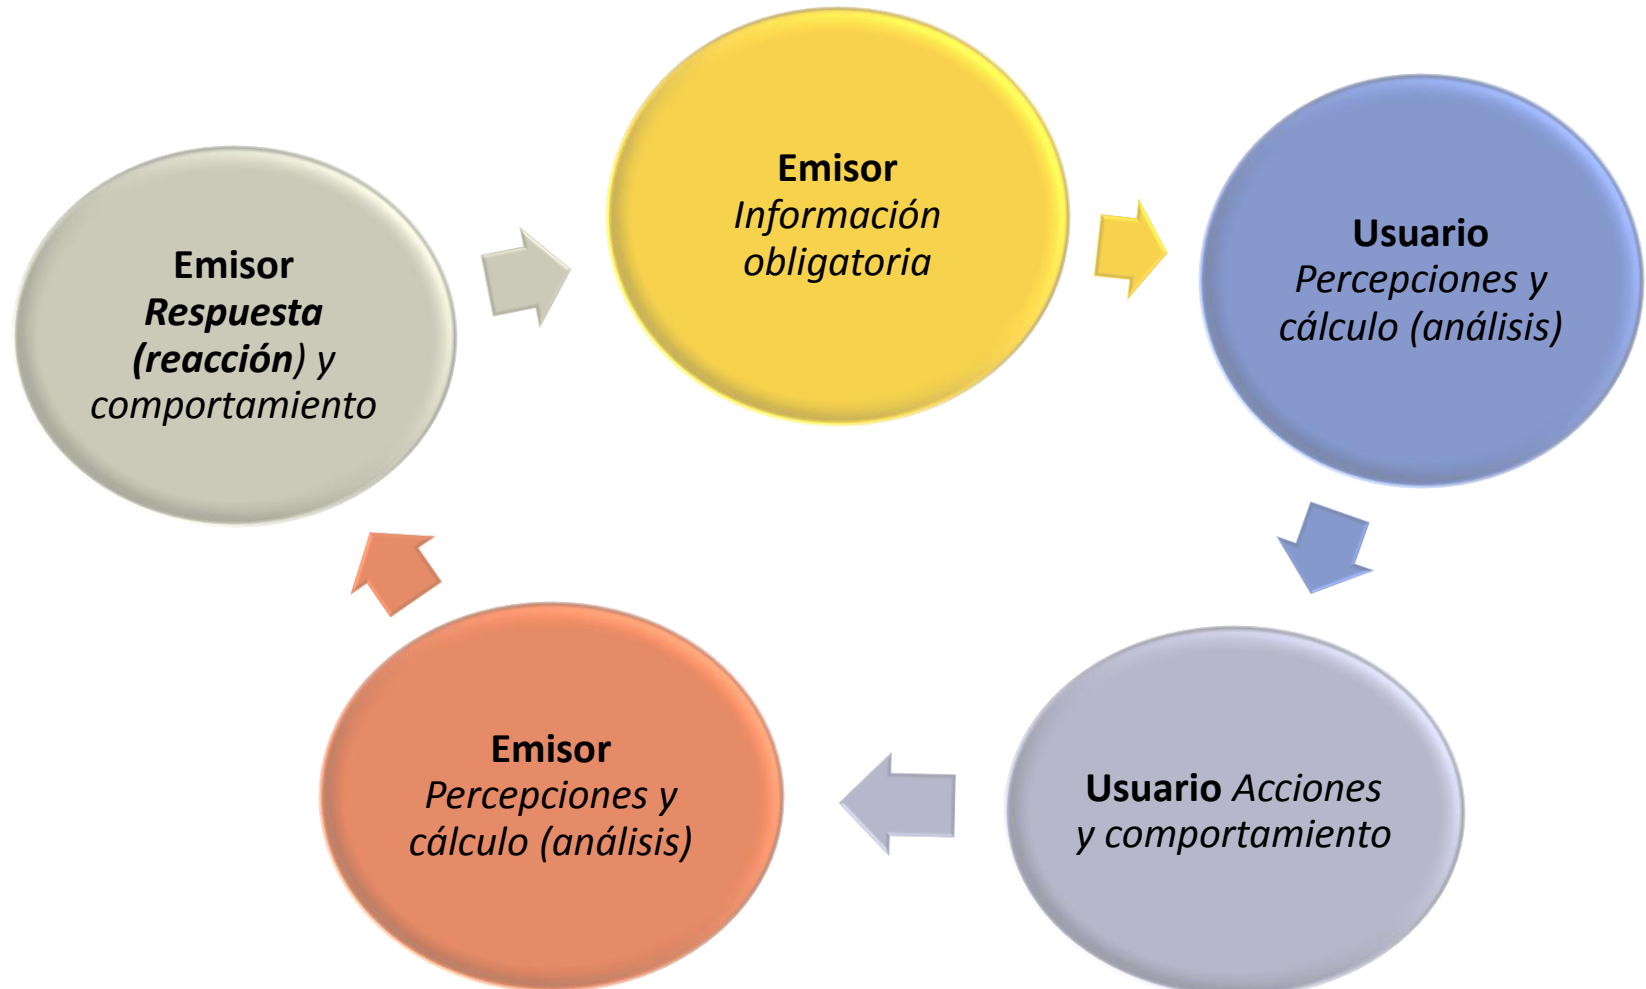 Emisor
Información
obligatoria
Usuario
Percepciones y
cálculo (análisis)
Usuario Acciones
y comportamiento
Emisor
Percepciones y
cálculo (análisis)
Emisor
Respuesta
(reacción) y
comportamiento